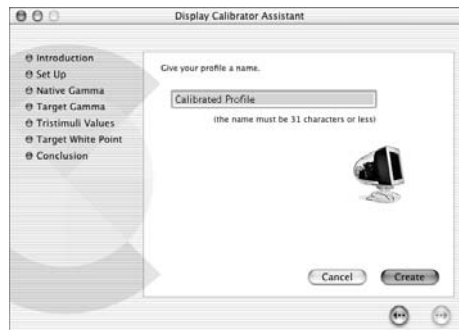 Display Calibrator Assistant
Introduction
Set Up
Native Gamma
Target Gamma
Tristimuli Values
Target White Point
Conclusion
Give your profile a name.
Calibrated Profile
(the name must be 31 characters or less)
Cancel
Create